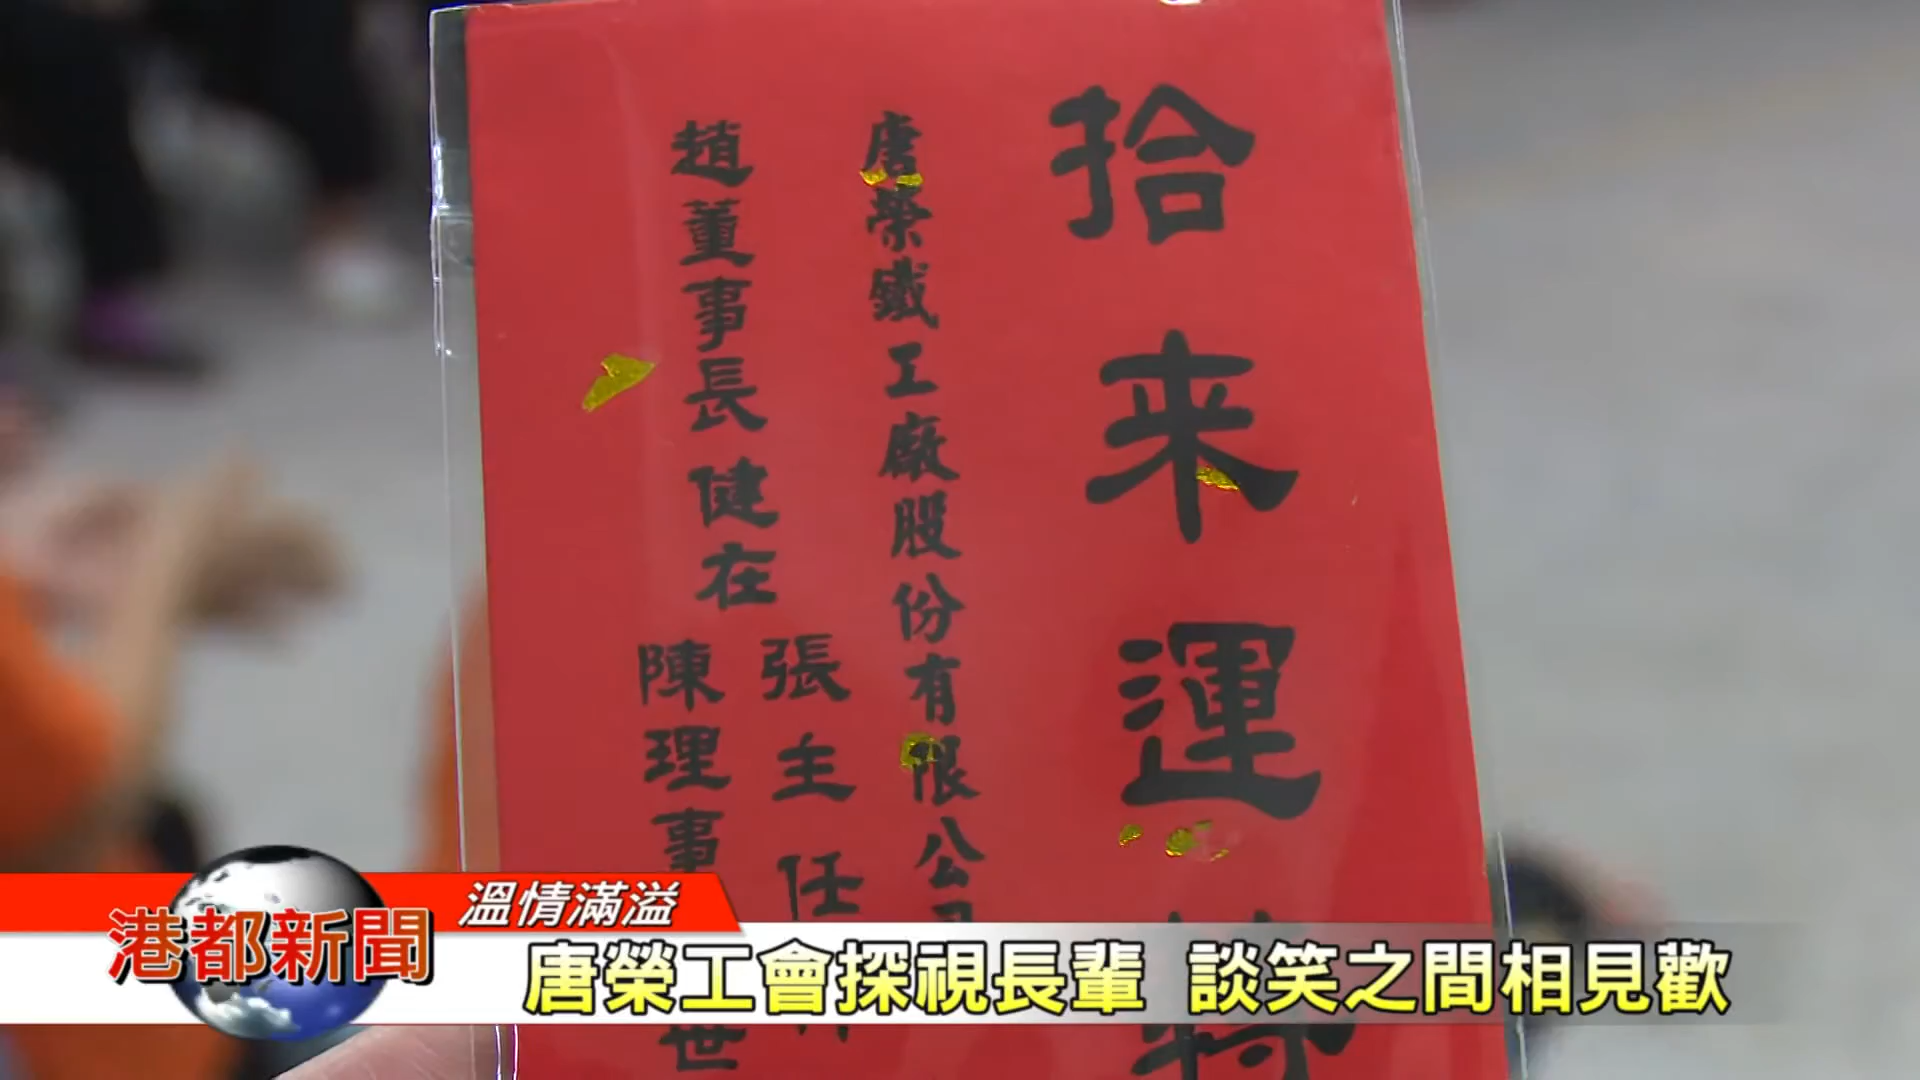 拾来運
唐榮鐵工廠股份有限公司
趙董事長健在
張主任
陳理事
世
溫情滿溢
港都新聞
唐榮工會探視長輩 談笑之間相見歡